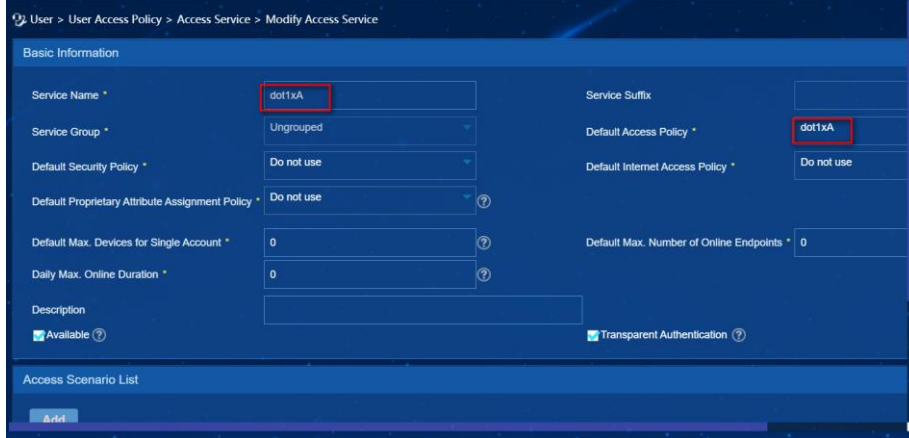 User > User Access Policy > Access Service > Modify Access Service
Basic Information
Service Name * dot1xA Service Suffix
Service Group * Ungrouped Default Access Policy * dot1xA
Default Security Policy * Do not use Default Internet Access Policy * Do not use
Default Proprietary Attribute Assignment Policy * Do not use ?
Default Max. Devices for Single Account * 0 ? Default Max. Number of Online Endpoints * 0
Daily Max. Online Duration * 0 ?
Description
Available ? Transparent Authentication ?
Access Scenario List
Add